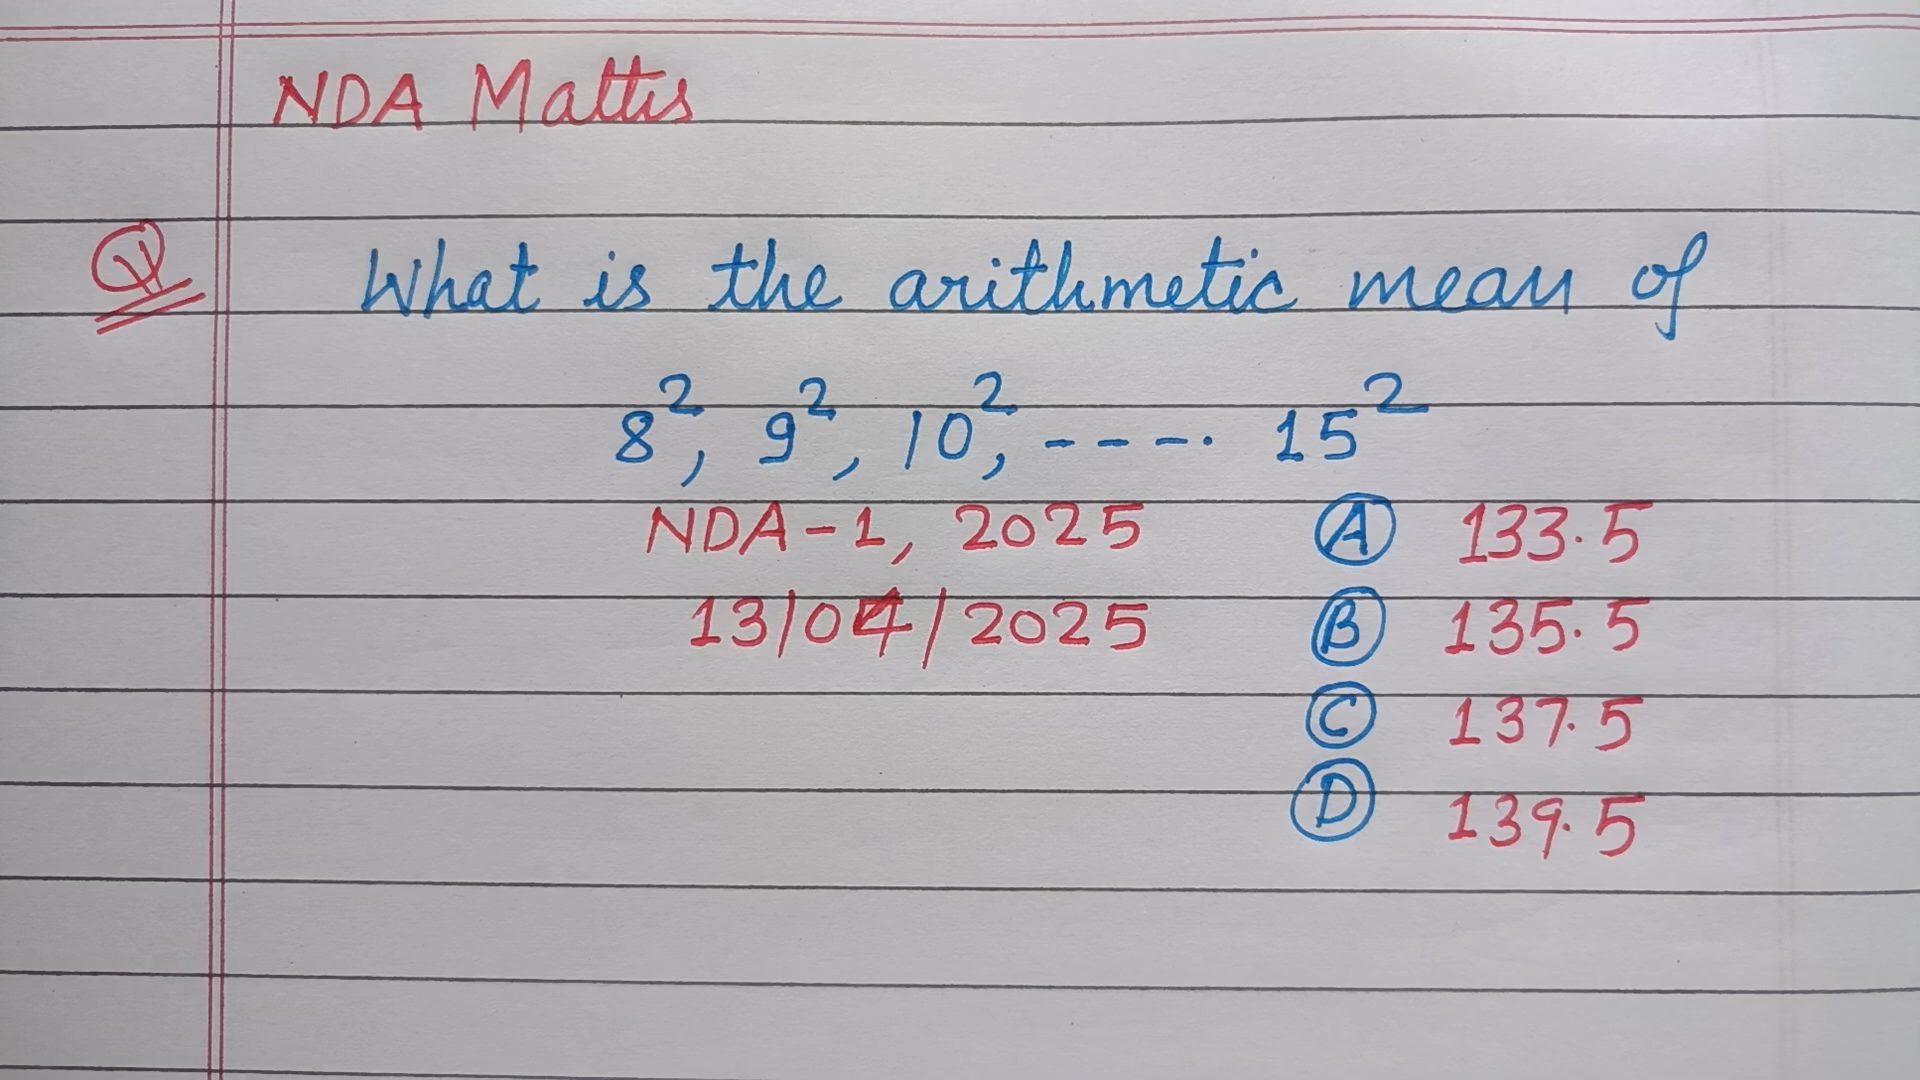 NDA Maths
Q What is the arithmetic mean of
8², 9², 10², ----. 15²
NDA-1, 2025 Ⓐ 133.5
13/04/2025 Ⓑ 135.5
Ⓒ 137.5
Ⓓ 139.5